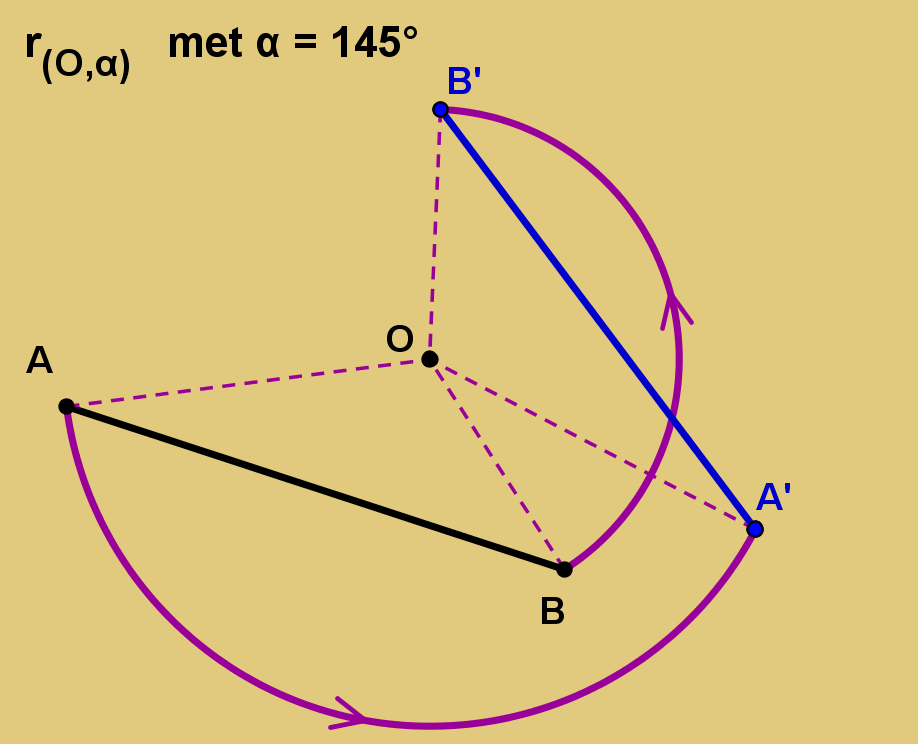 r(O,α) met α = 145°
B'
O
A
A'
B